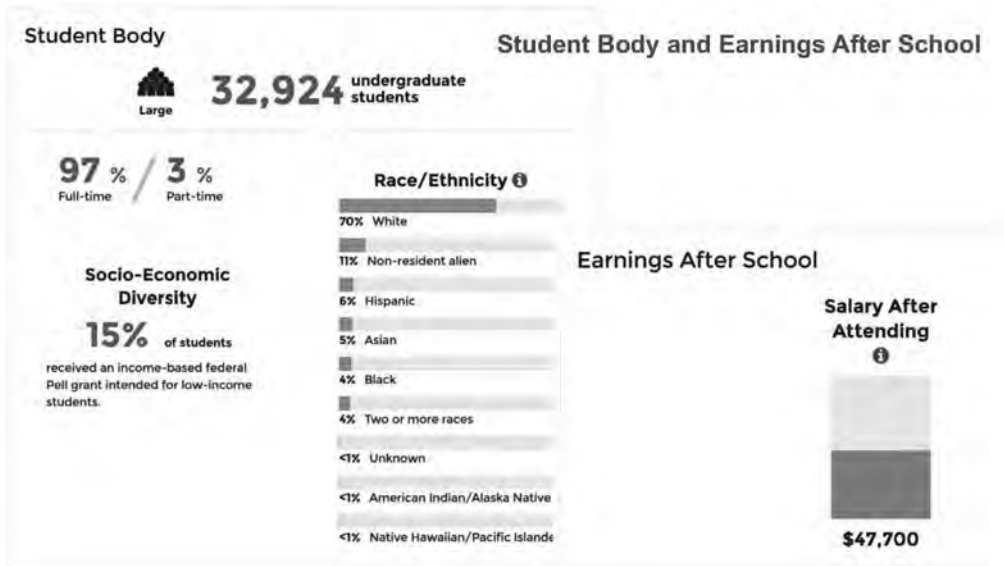 Student Body
Student Body and Earnings After School
Large
32,924 undergraduate
students
97 % / 3 %
Full-time Part-time
Socio-Economic
Diversity
15% of students
received an income-based federal
Pell grant intended for low-income
students.
Race/Ethnicity
70% White
11% Non-resident alien
6% Hispanic
5% Asian
4% Black
4% Two or more races
<1% Unknown
<1% American Indian/Alaska Native
<1% Native Hawaiian/Pacific Islande
Earnings After School
Salary After
Attending
$47,700